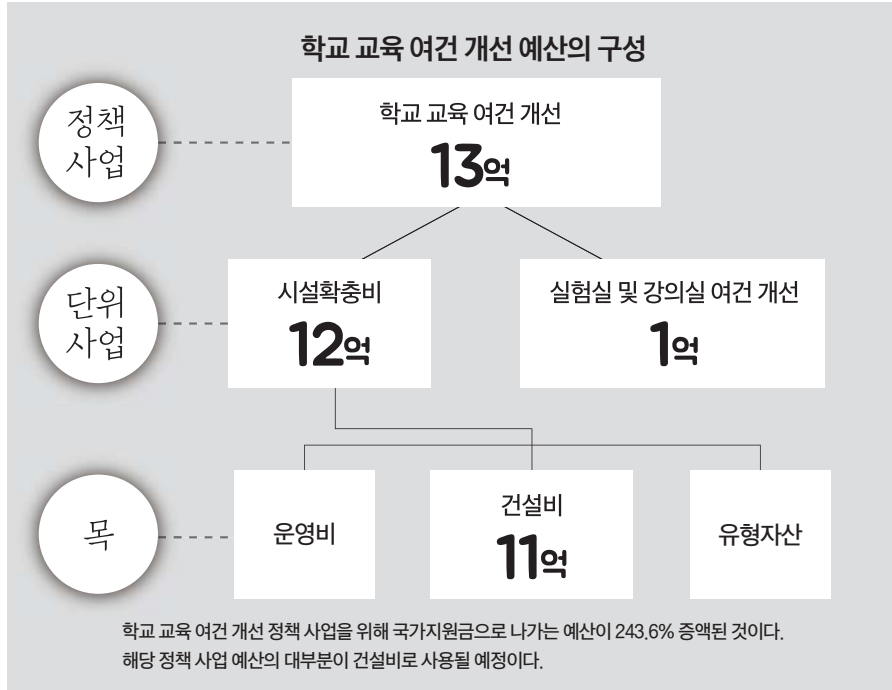 학교 교육 여건 개선 예산의 구성
정책
사업
학교 교육 여건 개선
13억
단위
사업
시설확충비
12억
실험실 및 강의실 여건 개선
1억
목
운영비
건설비
11억
유형자산
학교 교육 여건 개선 정책 사업을 위해 국가지원금으로 나가는 예산이 243.6% 증액된 것이다.
해당 정책 사업 예산의 대부분이 건설비로 사용될 예정이다.